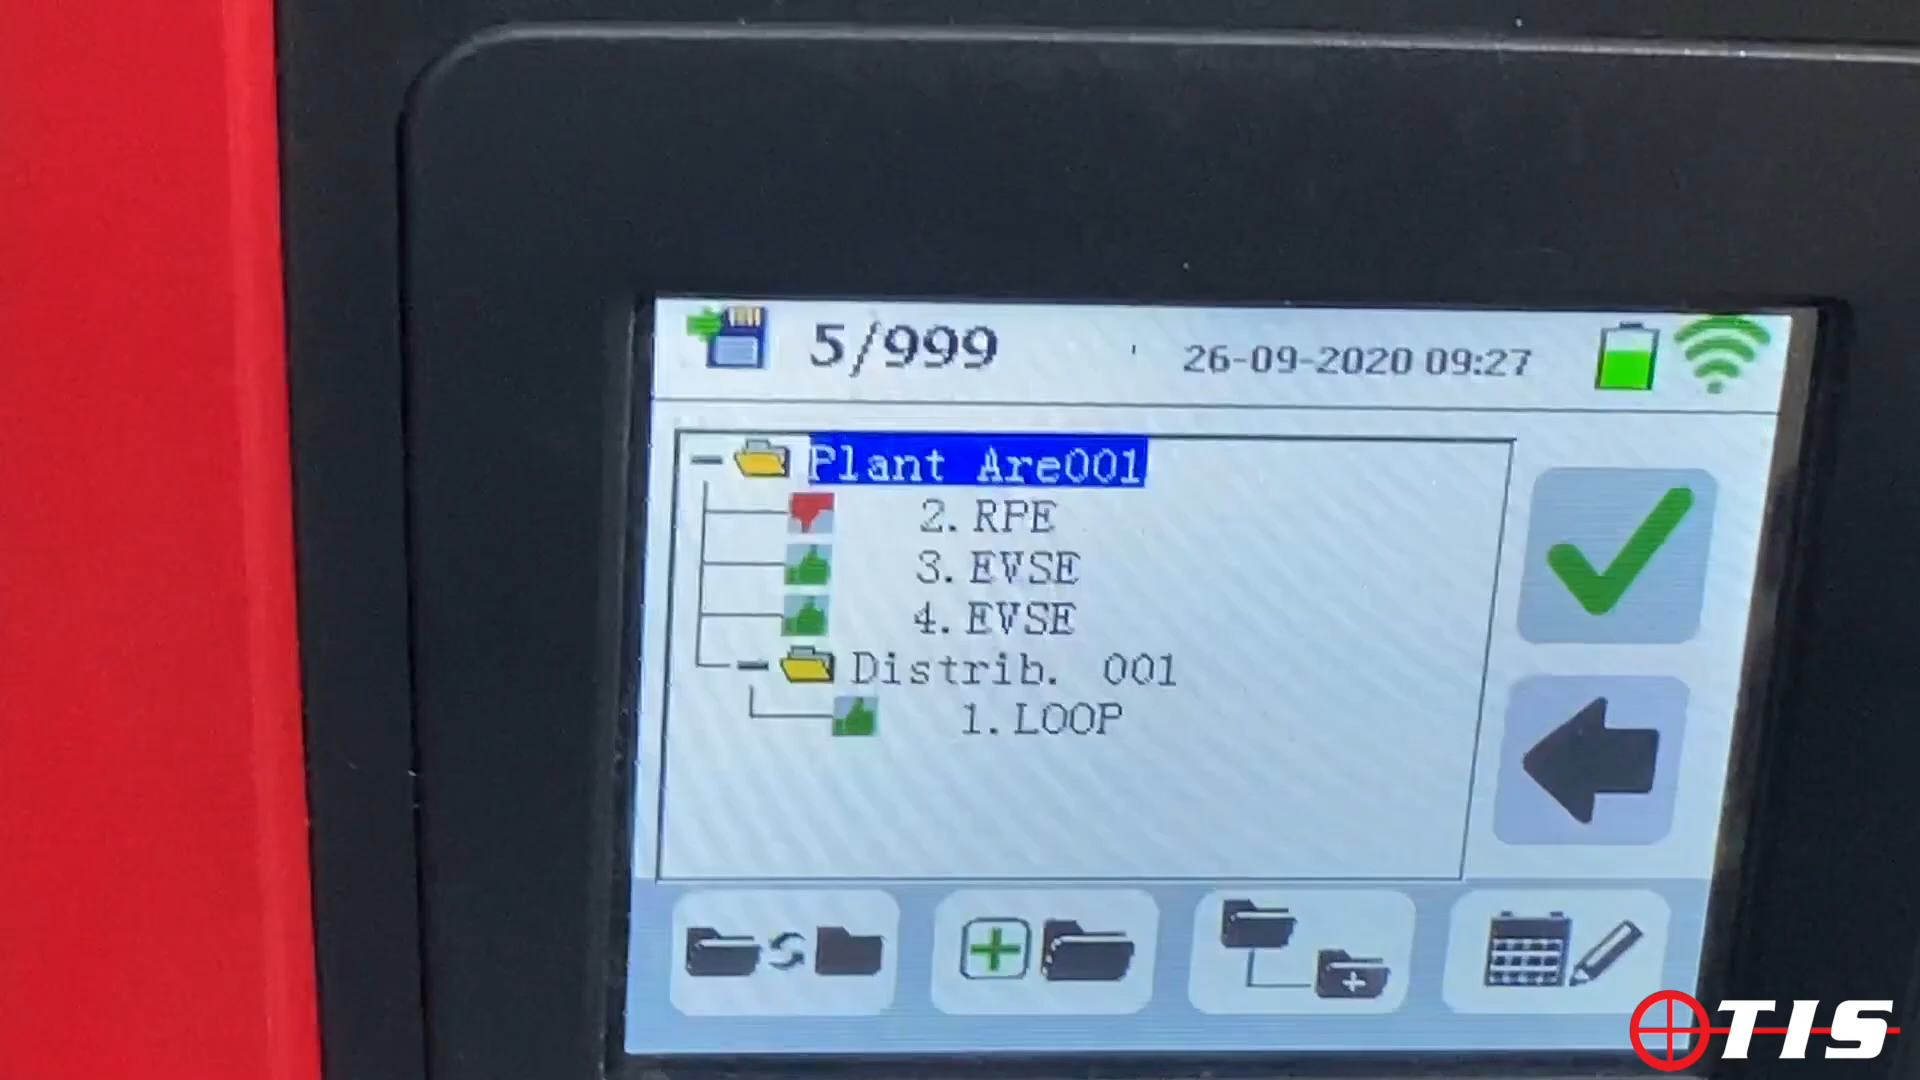 5/999
26-09-2020 09:27
Plant Are001
2. RPE
3. EVSE
4. EVSE
Distrib. 001
1. LOOP
TIS